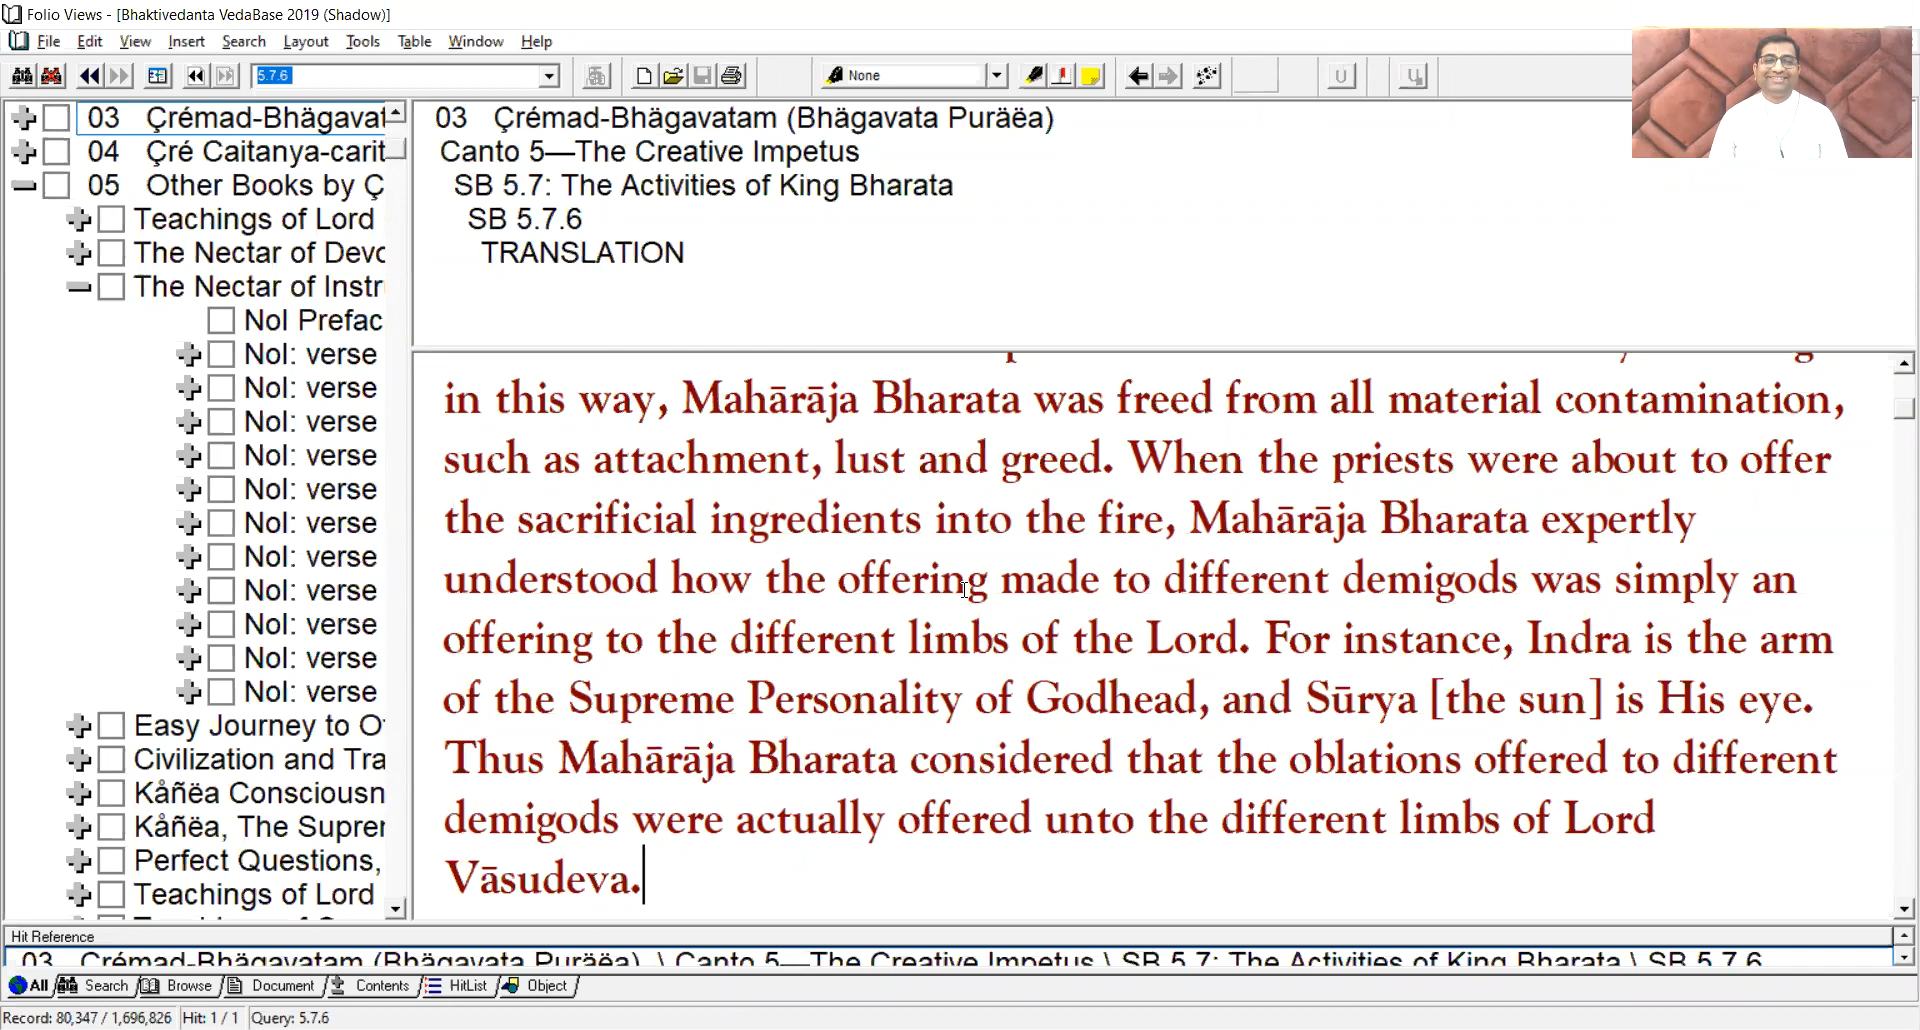 Folio Views - [Bhaktivedanta VedaBase 2019 (Shadow)]
File Edit View Insert Search Layout Tools Table Window Help
5.7.6 None U
03 Çrémad-Bhägavat
04 Çré Caitanya-carit
05 Other Books by Ç
Teachings of Lord
The Nectar of Devo
The Nectar of Instr
NoI Prefac
NoI: verse
NoI: verse
NoI: verse
NoI: verse
NoI: verse
NoI: verse
NoI: verse
NoI: verse
NoI: verse
NoI: verse
NoI: verse
Easy Journey to O
Civilization and Tra
Kåñëa Consciousn
Kåñëa, The Suprer
Perfect Questions,
Teachings of Lord
03 Çrémad-Bhägavatam (Bhägavata Puräëa)
Canto 5—The Creative Impetus
SB 5.7: The Activities of King Bharata
SB 5.7.6
TRANSLATION
in this way, Mahārāja Bharata was freed from all material contamination,
such as attachment, lust and greed. When the priests were about to offer
the sacrificial ingredients into the fire, Mahārāja Bharata expertly
understood how the offering made to different demigods was simply an
offering to the different limbs of the Lord. For instance, Indra is the arm
of the Supreme Personality of Godhead, and Sūrya [the sun] is His eye.
Thus Mahārāja Bharata considered that the oblations offered to different
demigods were actually offered unto the different limbs of Lord
Vāsudeva.
Hit Reference
03 Çrémad-Bhägavatam (Bhägavata Puräëa) \ Canto 5—The Creative Impetus \ SB 5.7: The Activities of King Bharata \ SB 5.7.6
All Search Browse Document Contents HitList Object
Record: 80,347 / 1,696,826 Hit: 1 / 1 Query: 5.7.6